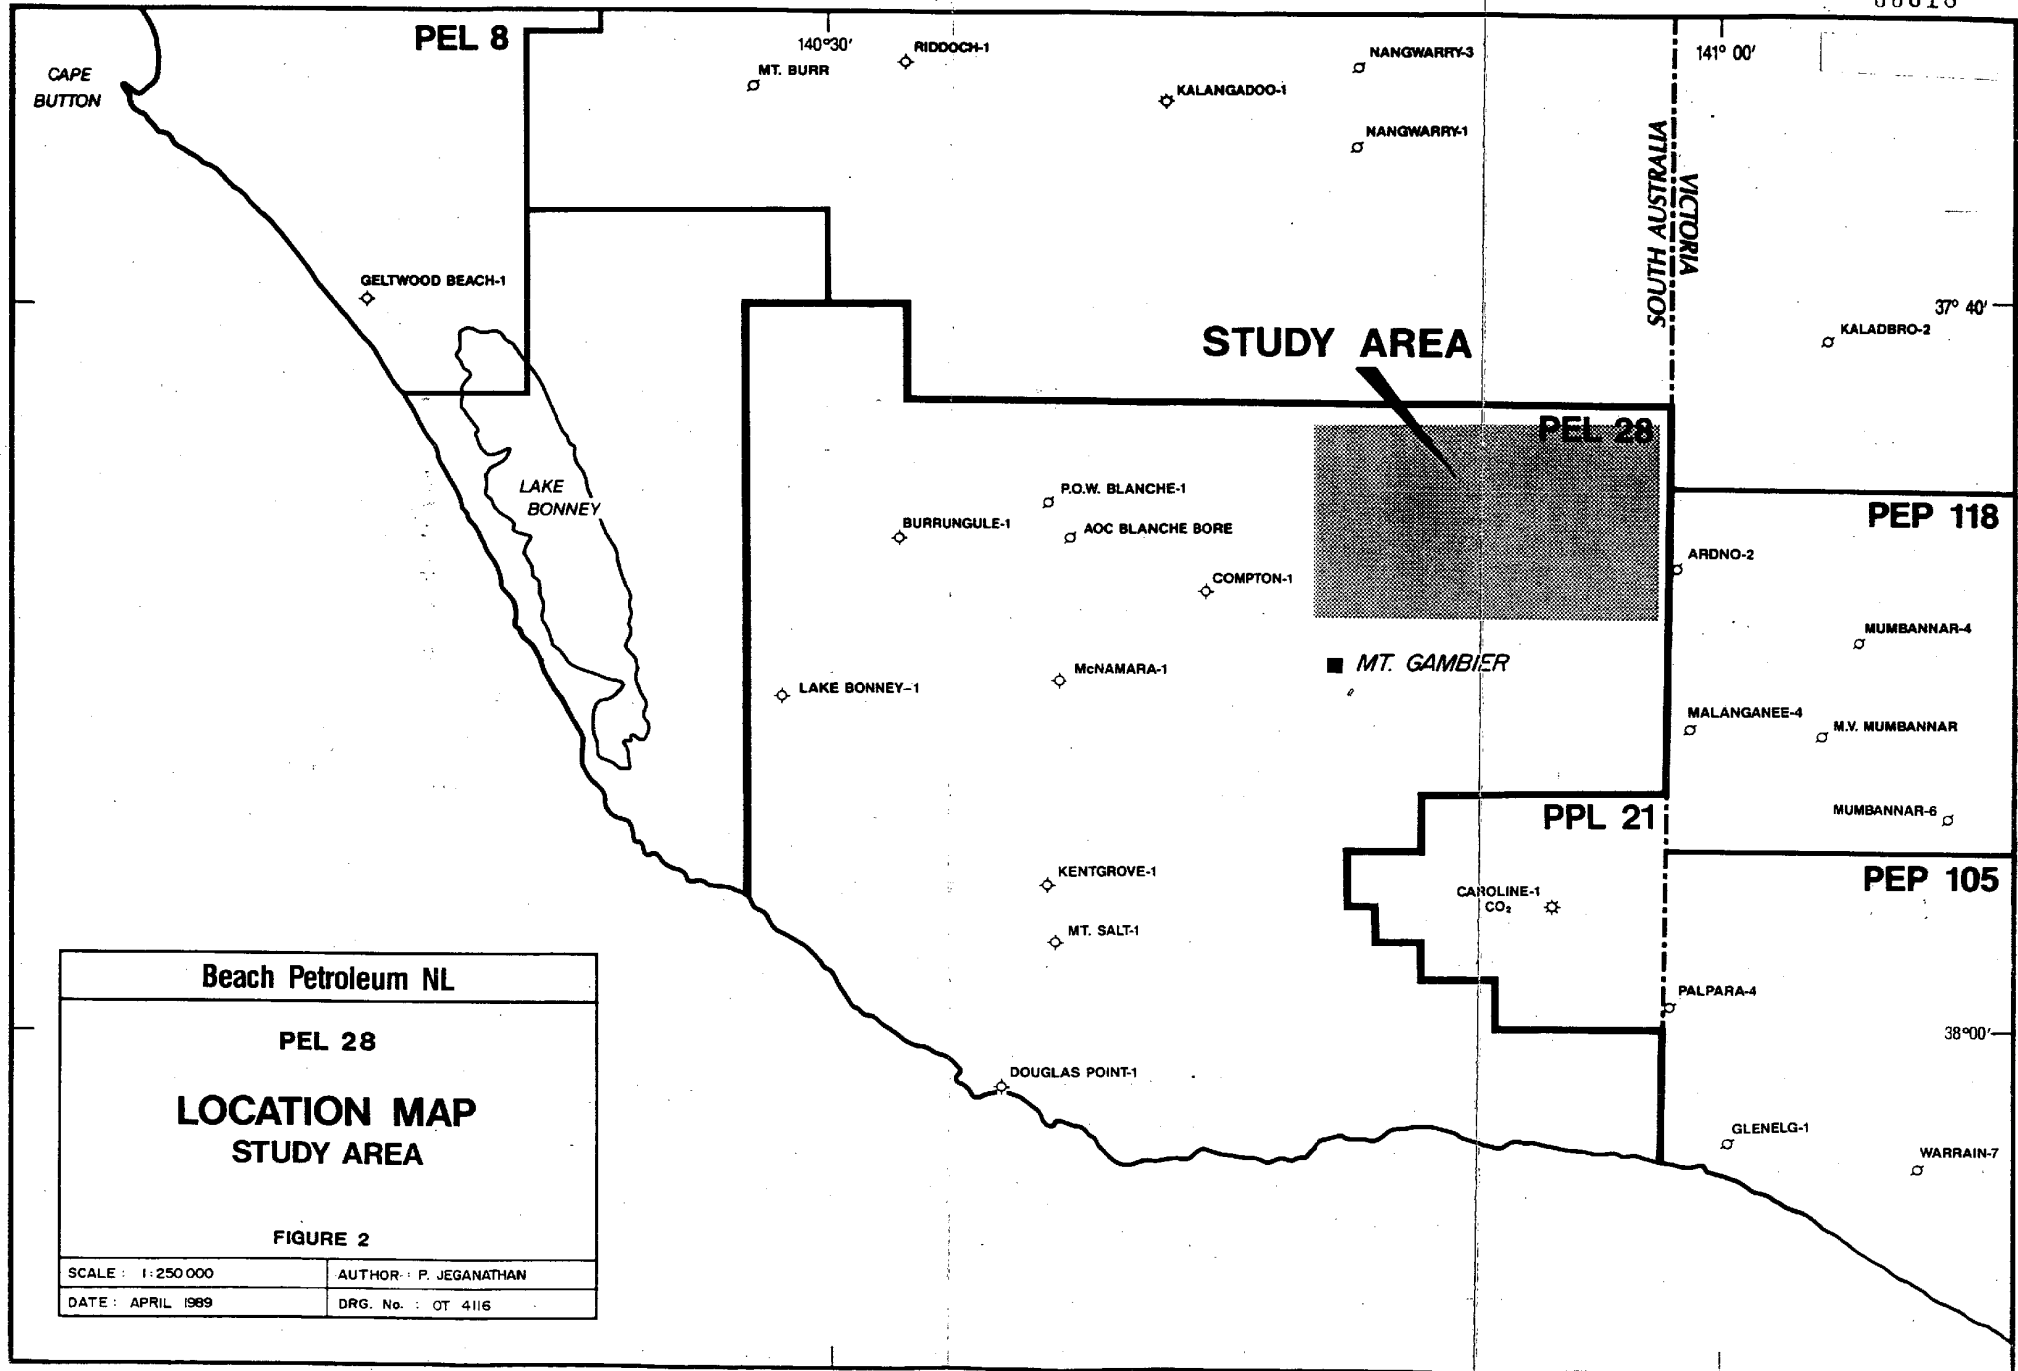 PEL 8
CAPE
BUTTON
140°30'
RIDDOCH-1
MT. BURR
KALANGADOO-1
NANGWARRY-3
NANGWARRY-1
141° 00'
SOUTH AUSTRALIA
VICTORIA
37° 40'
KALADBRO-2
GELTWOOD BEACH-1
STUDY AREA
PEL 28
LAKE
BONNEY
P.O.W. BLANCHE-1
BURRUNGULE-1
AOC BLANCHE BORE
COMPTON-1
PEP 118
ARDNO-2
MUMBANNAR-4
MT. GAMBIER
McNAMARA-1
LAKE BONNEY-1
MALANGANEE-4
M.V. MUMBANNAR
MUMBANNAR-6
PPL 21
PEP 105
KENTGROVE-1
CAROLINE-1
CO₂
MT. SALT-1
PALPARA-4
38°00'
DOUGLAS POINT-1
GLENELG-1
WARRAIN-7
Beach Petroleum NL
PEL 28
LOCATION MAP
STUDY AREA
FIGURE 2
SCALE : 1:250 000
AUTHOR : P. JEGANATHAN
DATE : APRIL 1989
DRG. No. : OT 4116